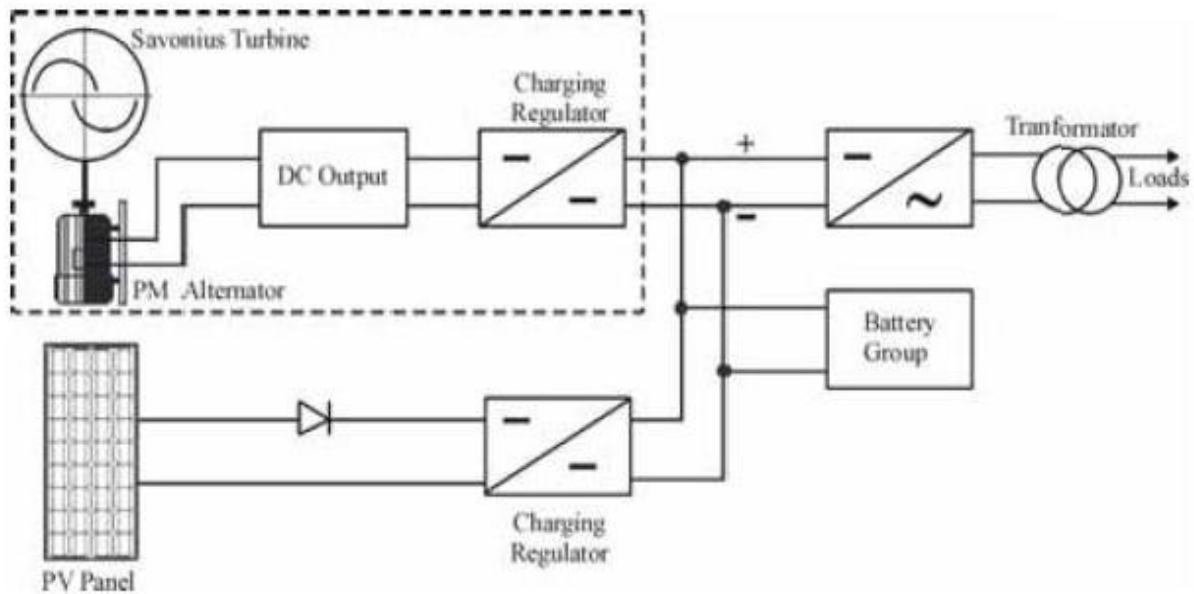 Savonius Turbine
Charging
Regulator
DC Output
PM Alternator
+
-
Tranformator
Loads
Battery
Group
Charging
Regulator
PV Panel